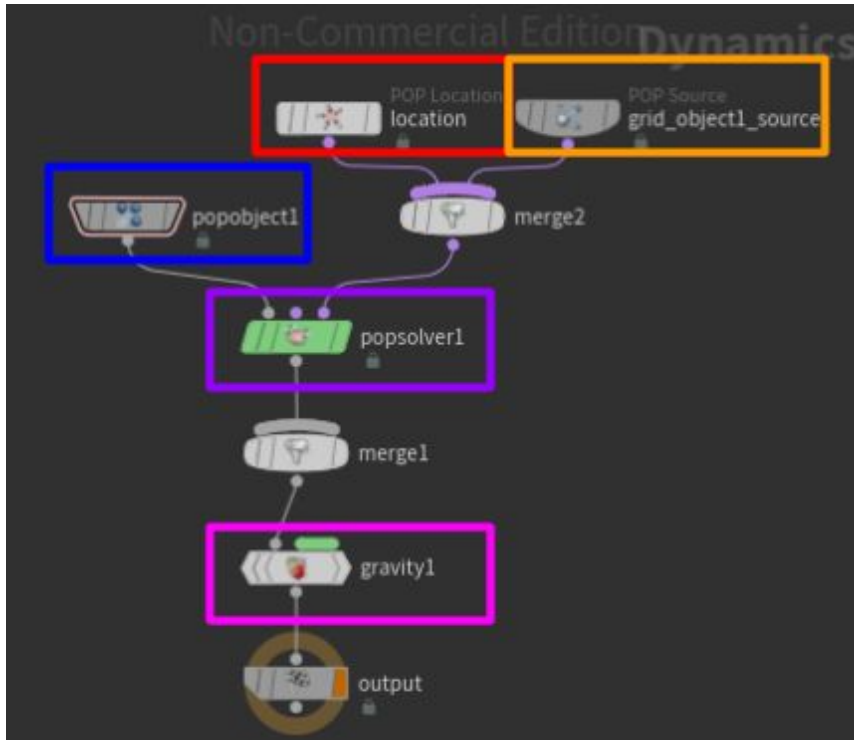 Non-Commercial Edition
Dynamics
POP Location
location
POP Source
grid_object1_source
popobject1
merge2
popsolver1
merge1
gravity1
output